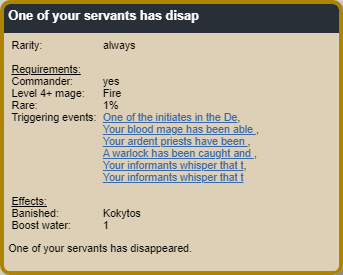 One of your servants has disap
Rarity: always
Requirements:
Commander: yes
Level 4+ mage: Fire
Rare: 1%
Triggering events: One of the initiates in the De,
Your blood mage has been able ,
Your ardent priests have been ,
A warlock has been caught and ,
Your informants whisper that t,
Your informants whisper that t
Effects:
Banished: Kokytos
Boost water: 1
One of your servants has disappeared.